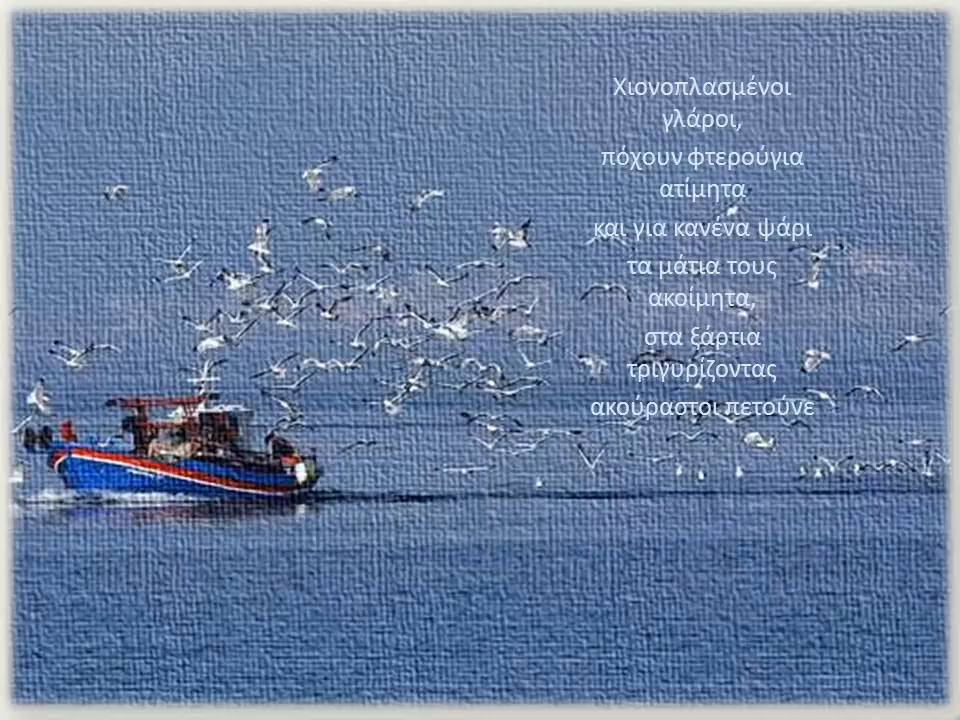 Χιονοπλασμένοι
γλάροι,
πόχουν φτερούγια
ατίμητα
και για κανένα ψάρι
τα μάτια τους
ακοίμητα,
στα ξάρτια
τριγυρίζοντας
ακούραστοι πετούνε